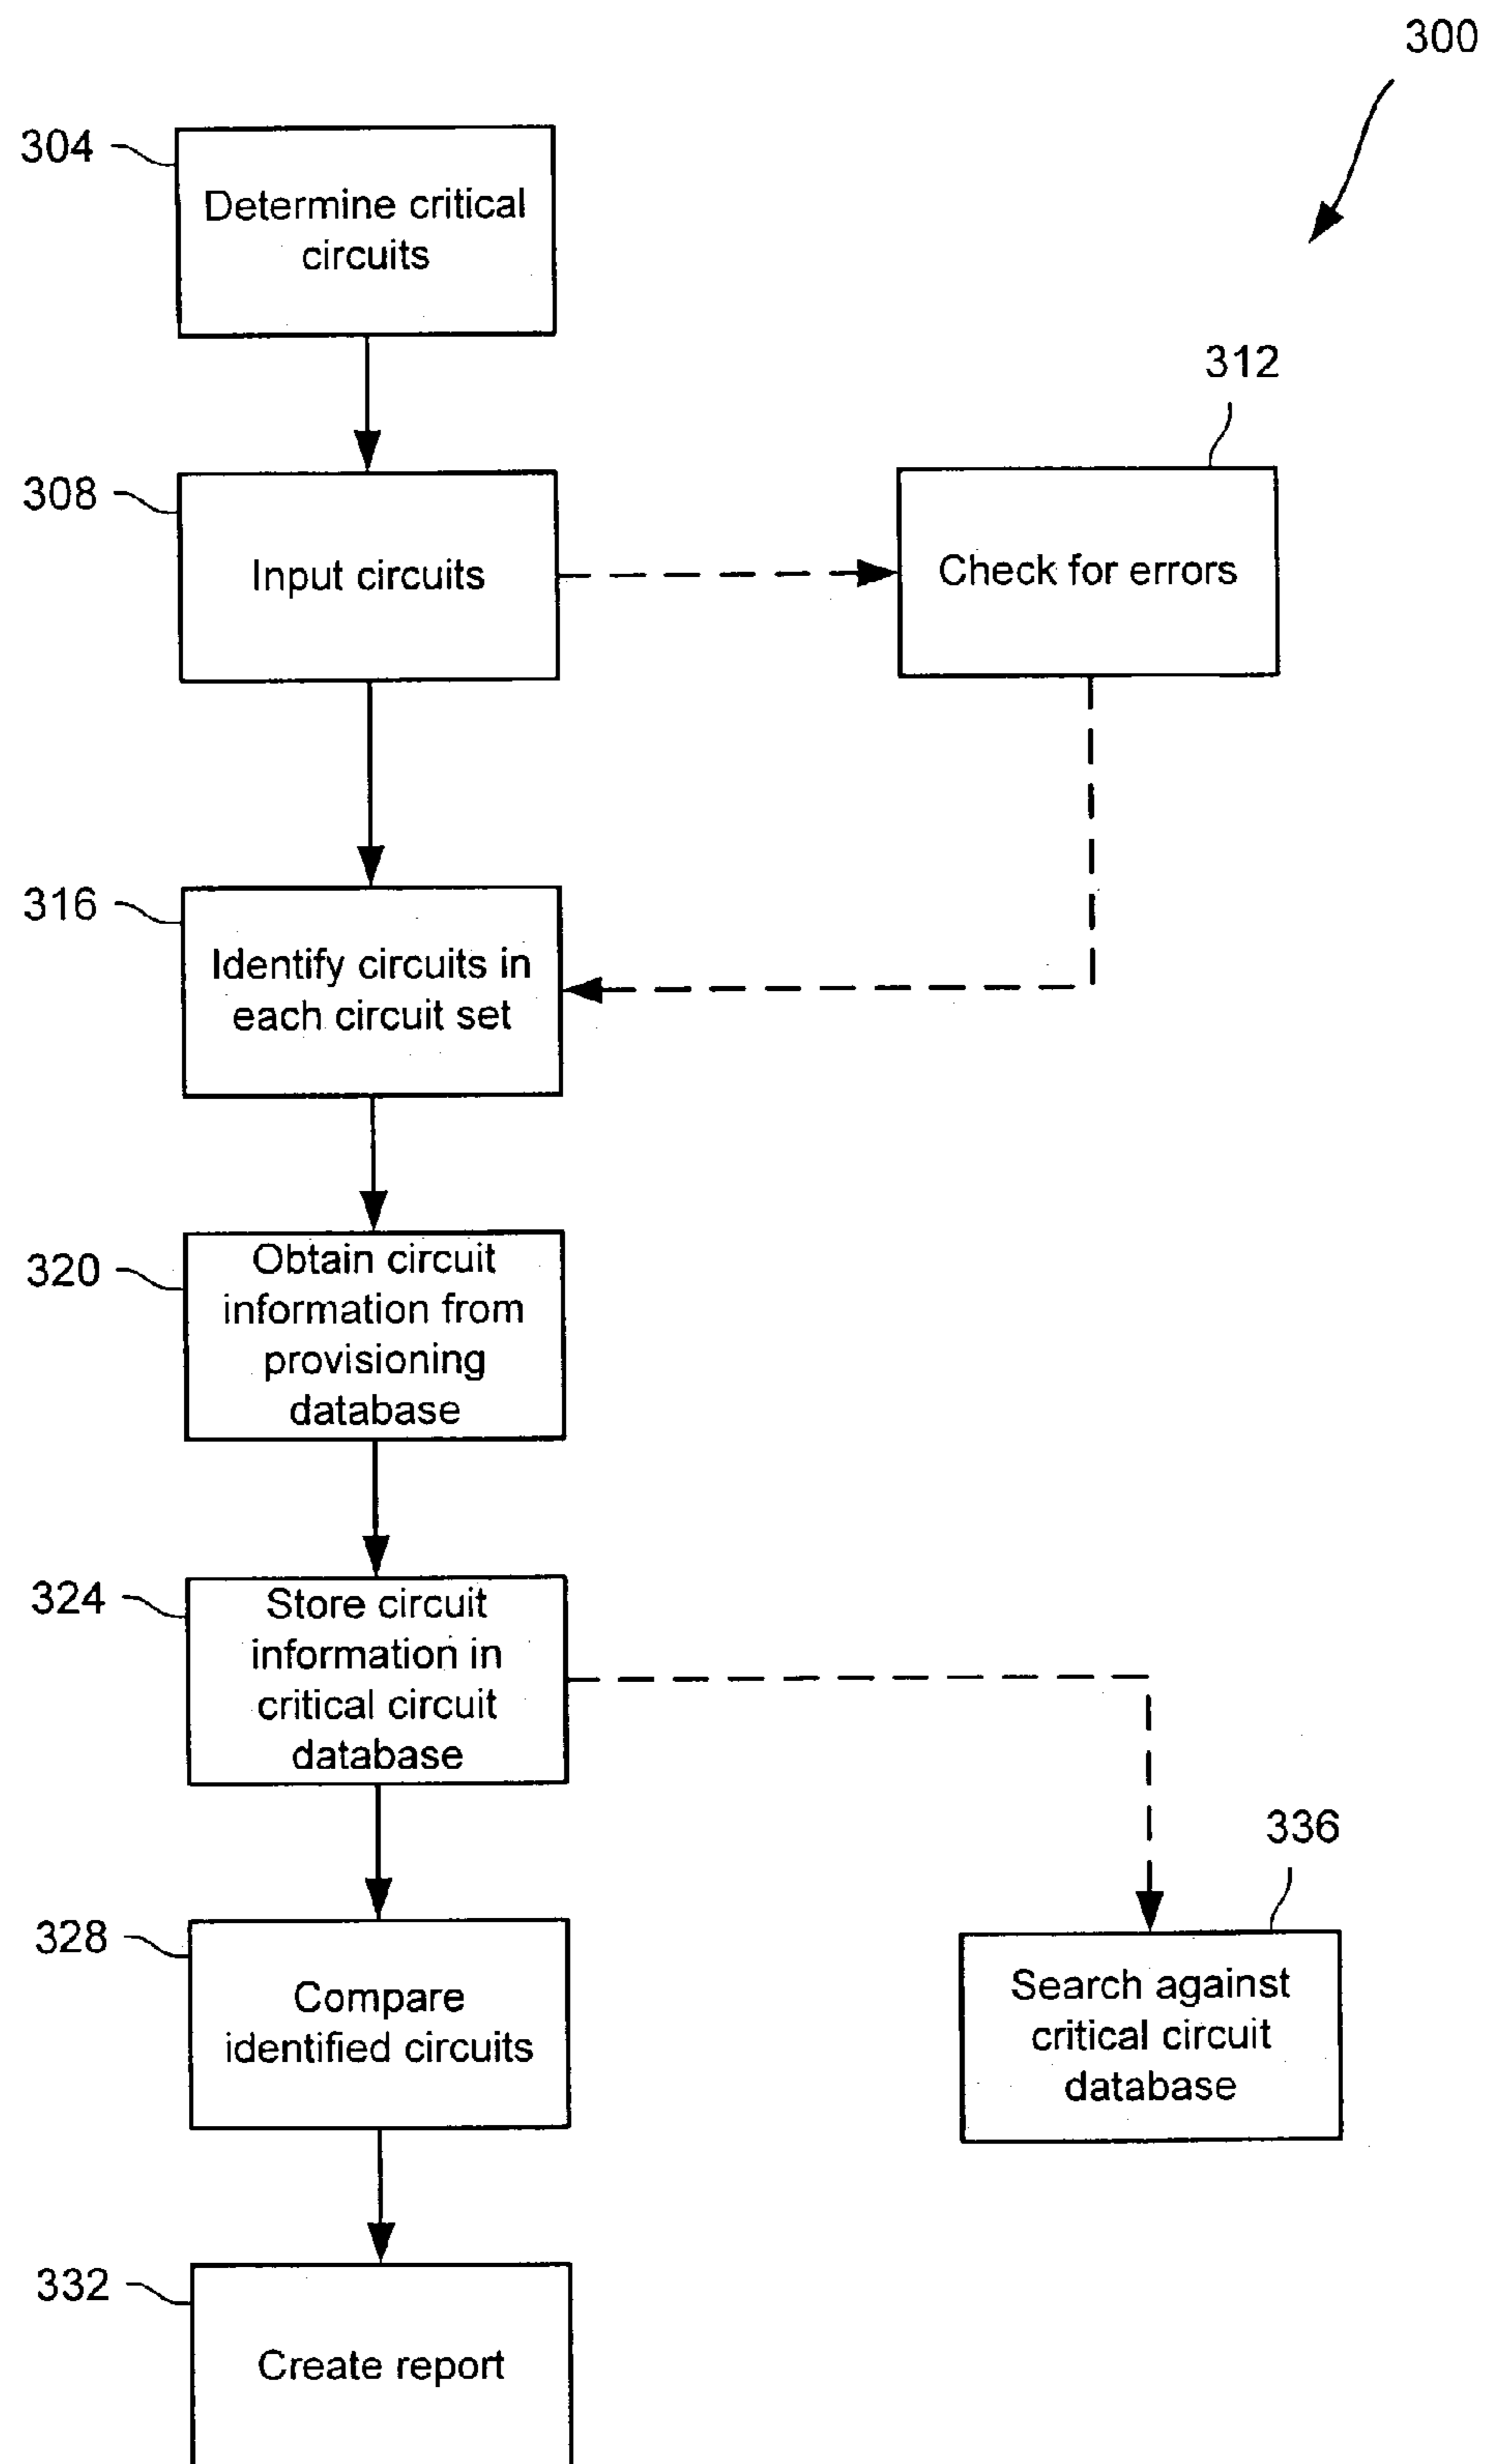 300
304
Determine critical
circuits
312
308
Input circuits
Check for errors
316
Identify circuits in
each circuit set
320
Obtain circuit
information from
provisioning
database
324
Store circuit
information in
critical circuit
database
336
328
Compare
identified circuits
Search against
critical circuit
database
332
Create report